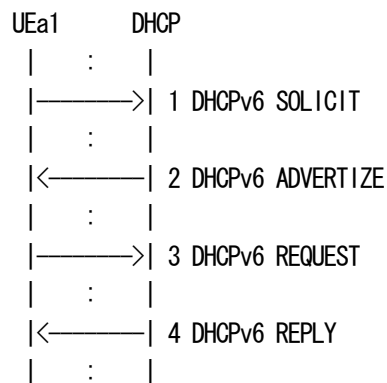 UEa1 DHCP
| : |
|--------->| 1 DHCPv6 SOLICIT
| : |
|<---------| 2 DHCPv6 ADVERTIZE
| : |
|--------->| 3 DHCPv6 REQUEST
| : |
|<---------| 4 DHCPv6 REPLY
| : |